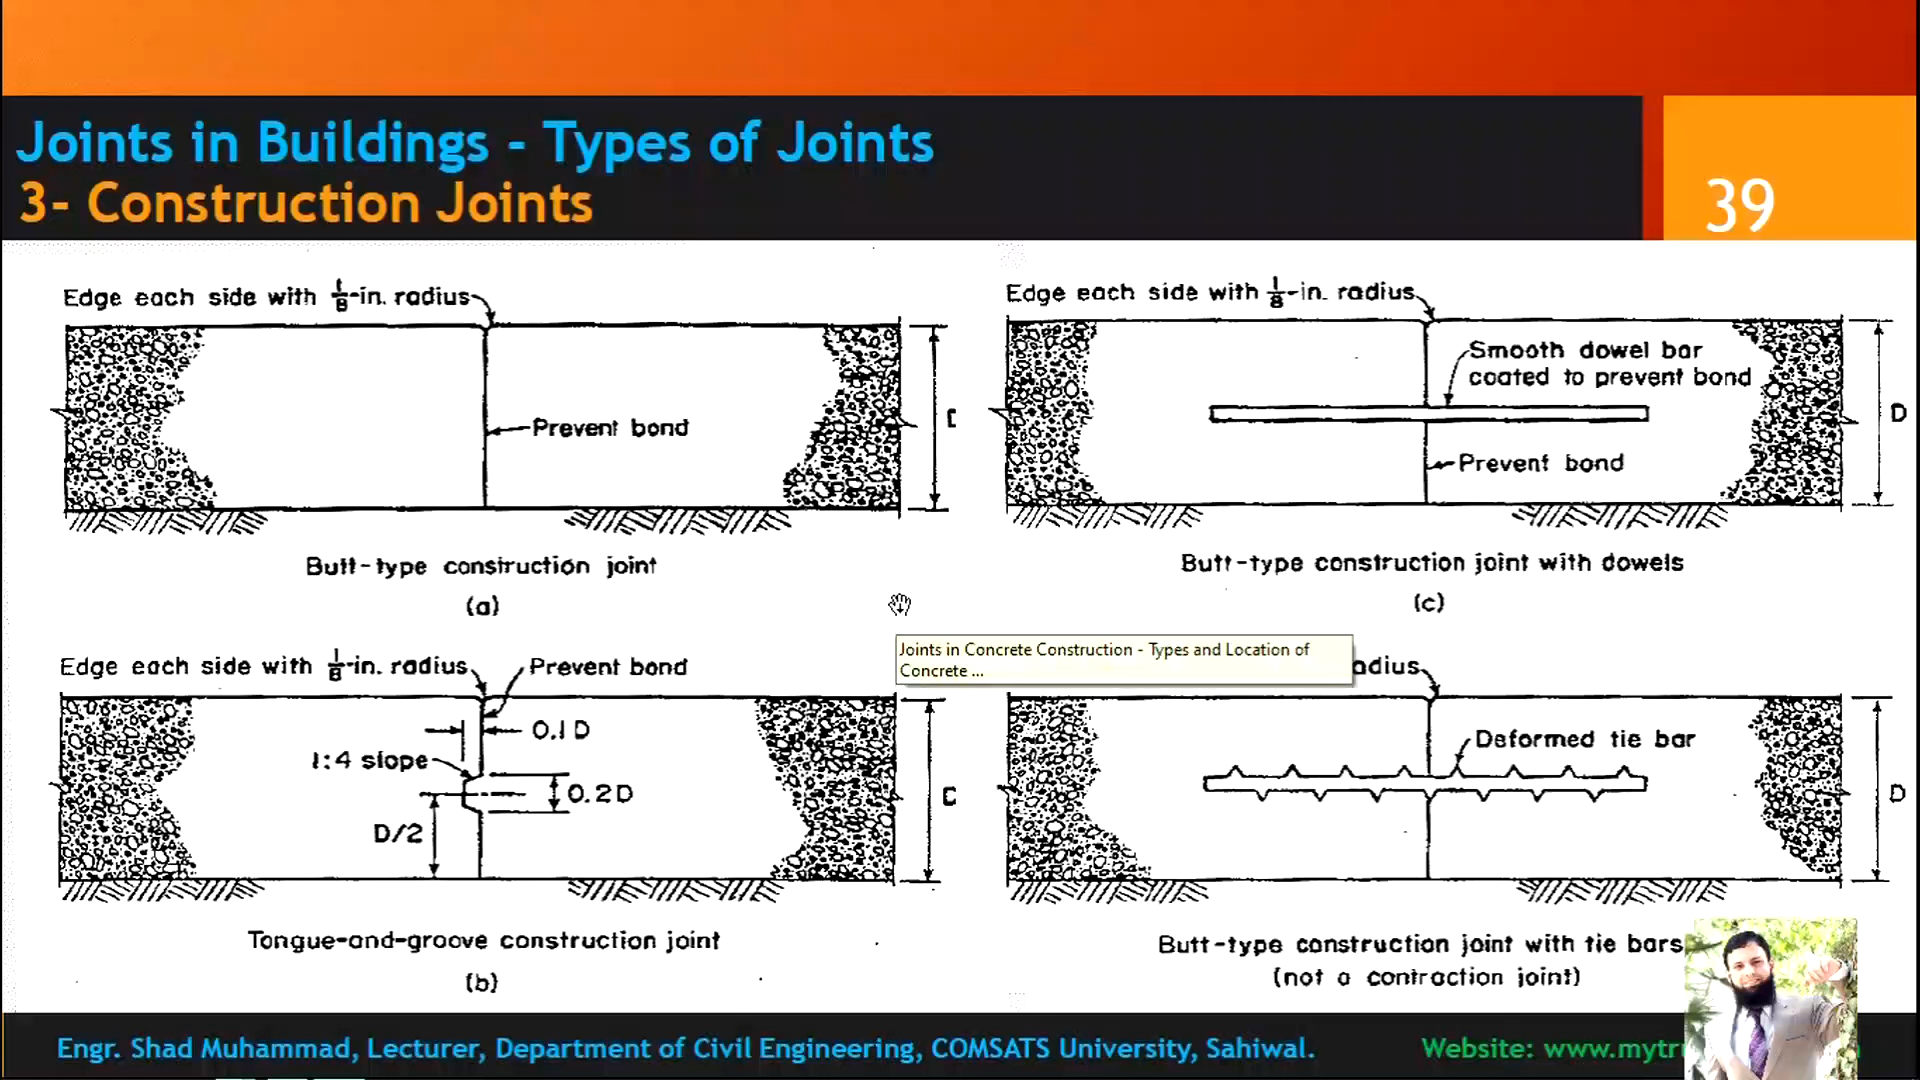 Joints in Buildings - Types of Joints
3- Construction Joints
39
Edge each side with 1/8-in. radius
Prevent bond
D
Butt-type construction joint
(a)
Edge each side with 1/8-in. radius
Smooth dowel bar
coated to prevent bond
Prevent bond
D
Butt-type construction joint with dowels
(c)
Edge each side with 1/8-in. radius
Prevent bond
0.1 D
1:4 slope
0.2D
D/2
D
Tongue-and-groove construction joint
(b)
Joints in Concrete Construction - Types and Location of
Concrete ...
adius
Deformed tie bar
D
Butt-type construction joint with tie bars
(not a contraction joint)
Engr. Shad Muhammad, Lecturer, Department of Civil Engineering, COMSATS University, Sahiwal.
Website: www.mytr